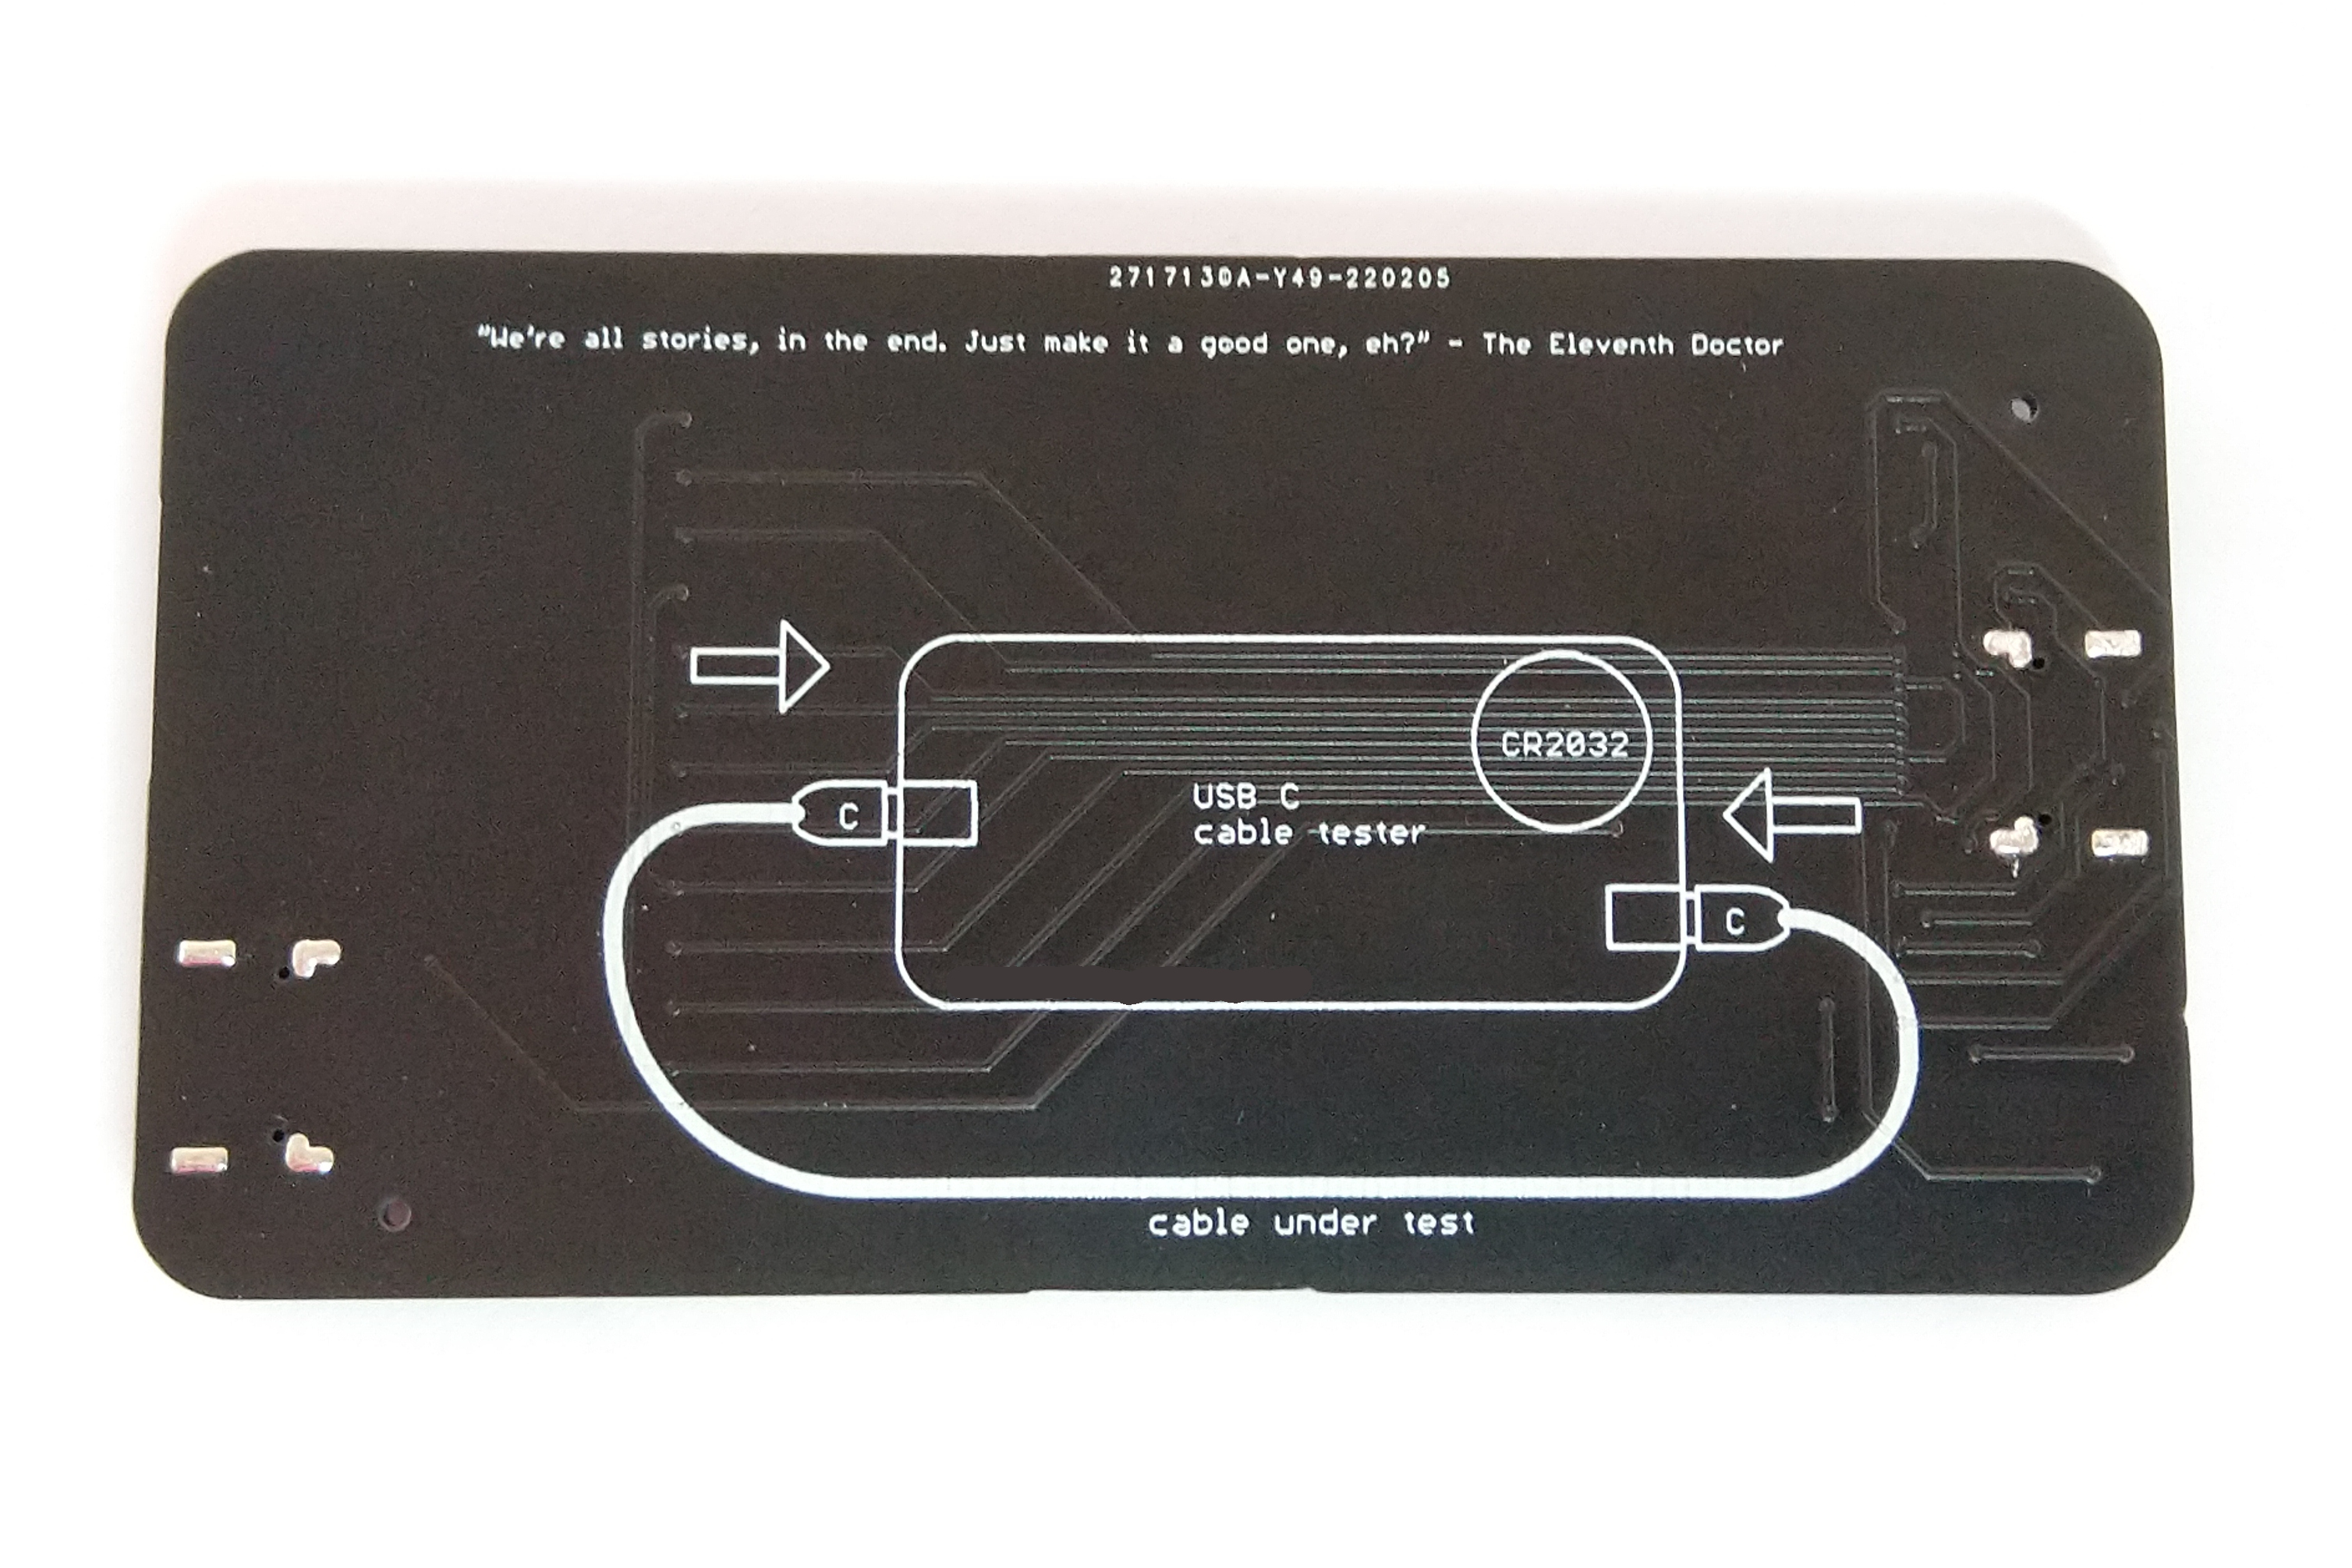 2717130A-Y49-220205
"We're all stories, in the end. Just make it a good one, eh?" - The Eleventh Doctor
CR2032
USB C
cable tester
C
C
cable under test